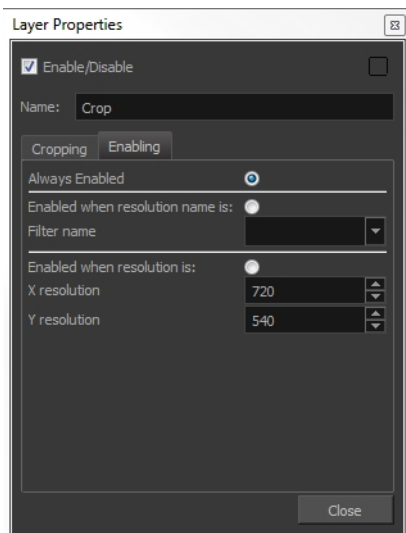 Layer Properties
Enable/Disable
Name: Crop
Cropping Enabling
Always Enabled
Enabled when resolution name is:
Filter name
Enabled when resolution is:
X resolution 720
Y resolution 540
Close